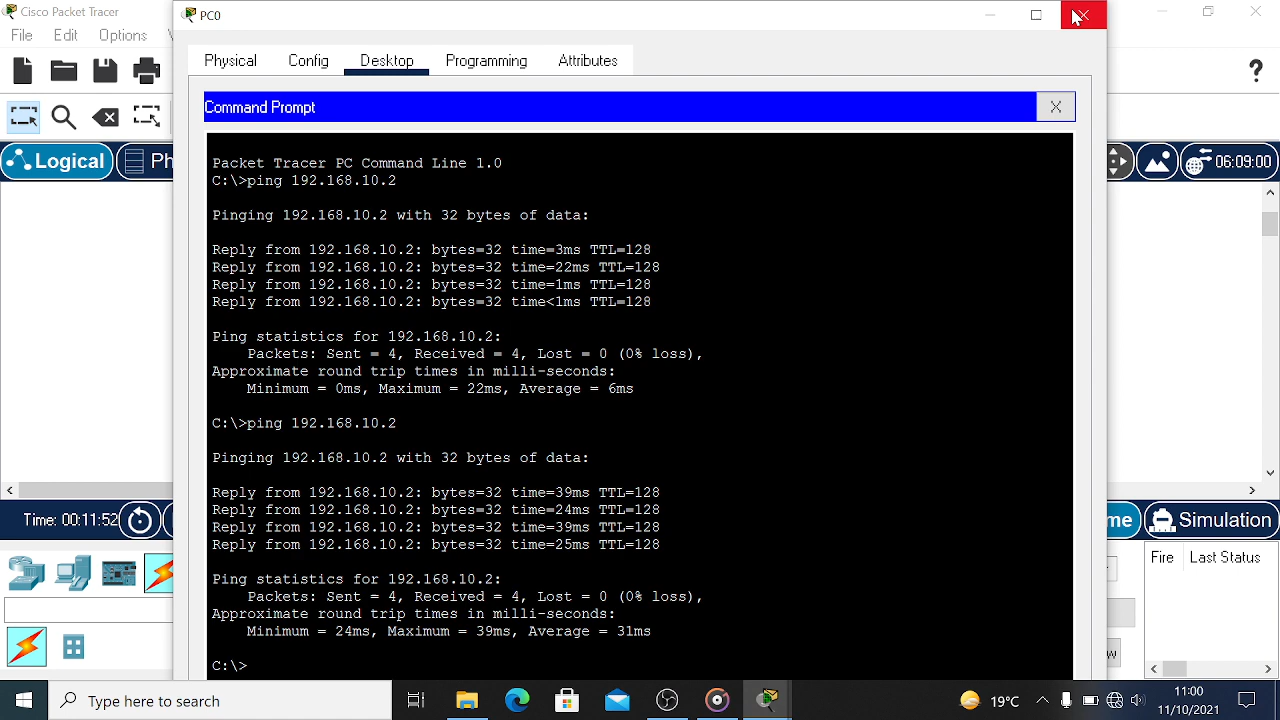 Cisco Packet Tracer
File Edit Options
PC0
Physical Config Desktop Programming Attributes
Command Prompt
X
?
Logical
Ph
06:09:00
Packet Tracer PC Command Line 1.0
C:\>ping 192.168.10.2
Pinging 192.168.10.2 with 32 bytes of data:
Reply from 192.168.10.2: bytes=32 time=3ms TTL=128
Reply from 192.168.10.2: bytes=32 time=22ms TTL=128
Reply from 192.168.10.2: bytes=32 time=1ms TTL=128
Reply from 192.168.10.2: bytes=32 time<1ms TTL=128
Ping statistics for 192.168.10.2:
Packets: Sent = 4, Received = 4, Lost = 0 (0% loss),
Approximate round trip times in milli-seconds:
Minimum = 0ms, Maximum = 22ms, Average = 6ms
C:\>ping 192.168.10.2
Pinging 192.168.10.2 with 32 bytes of data:
Reply from 192.168.10.2: bytes=32 time=39ms TTL=128
Reply from 192.168.10.2: bytes=32 time=24ms TTL=128
Reply from 192.168.10.2: bytes=32 time=39ms TTL=128
Reply from 192.168.10.2: bytes=32 time=25ms TTL=128
Ping statistics for 192.168.10.2:
Packets: Sent = 4, Received = 4, Lost = 0 (0% loss),
Approximate round trip times in milli-seconds:
Minimum = 24ms, Maximum = 39ms, Average = 31ms
C:\>
Time: 00:11:52
me
Simulation
Fire Last Status
w
Type here to search
19°C
11:00
11/10/2021